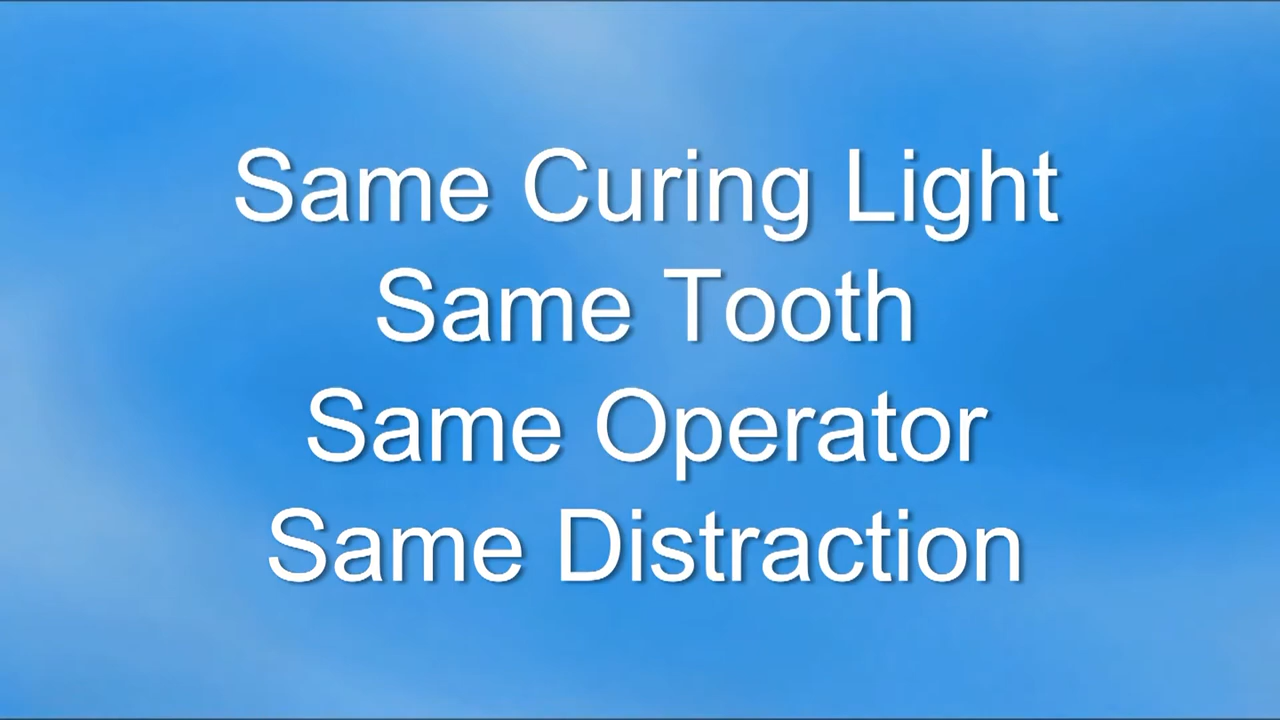 Same Curing Light
Same Tooth
Same Operator
Same Distraction